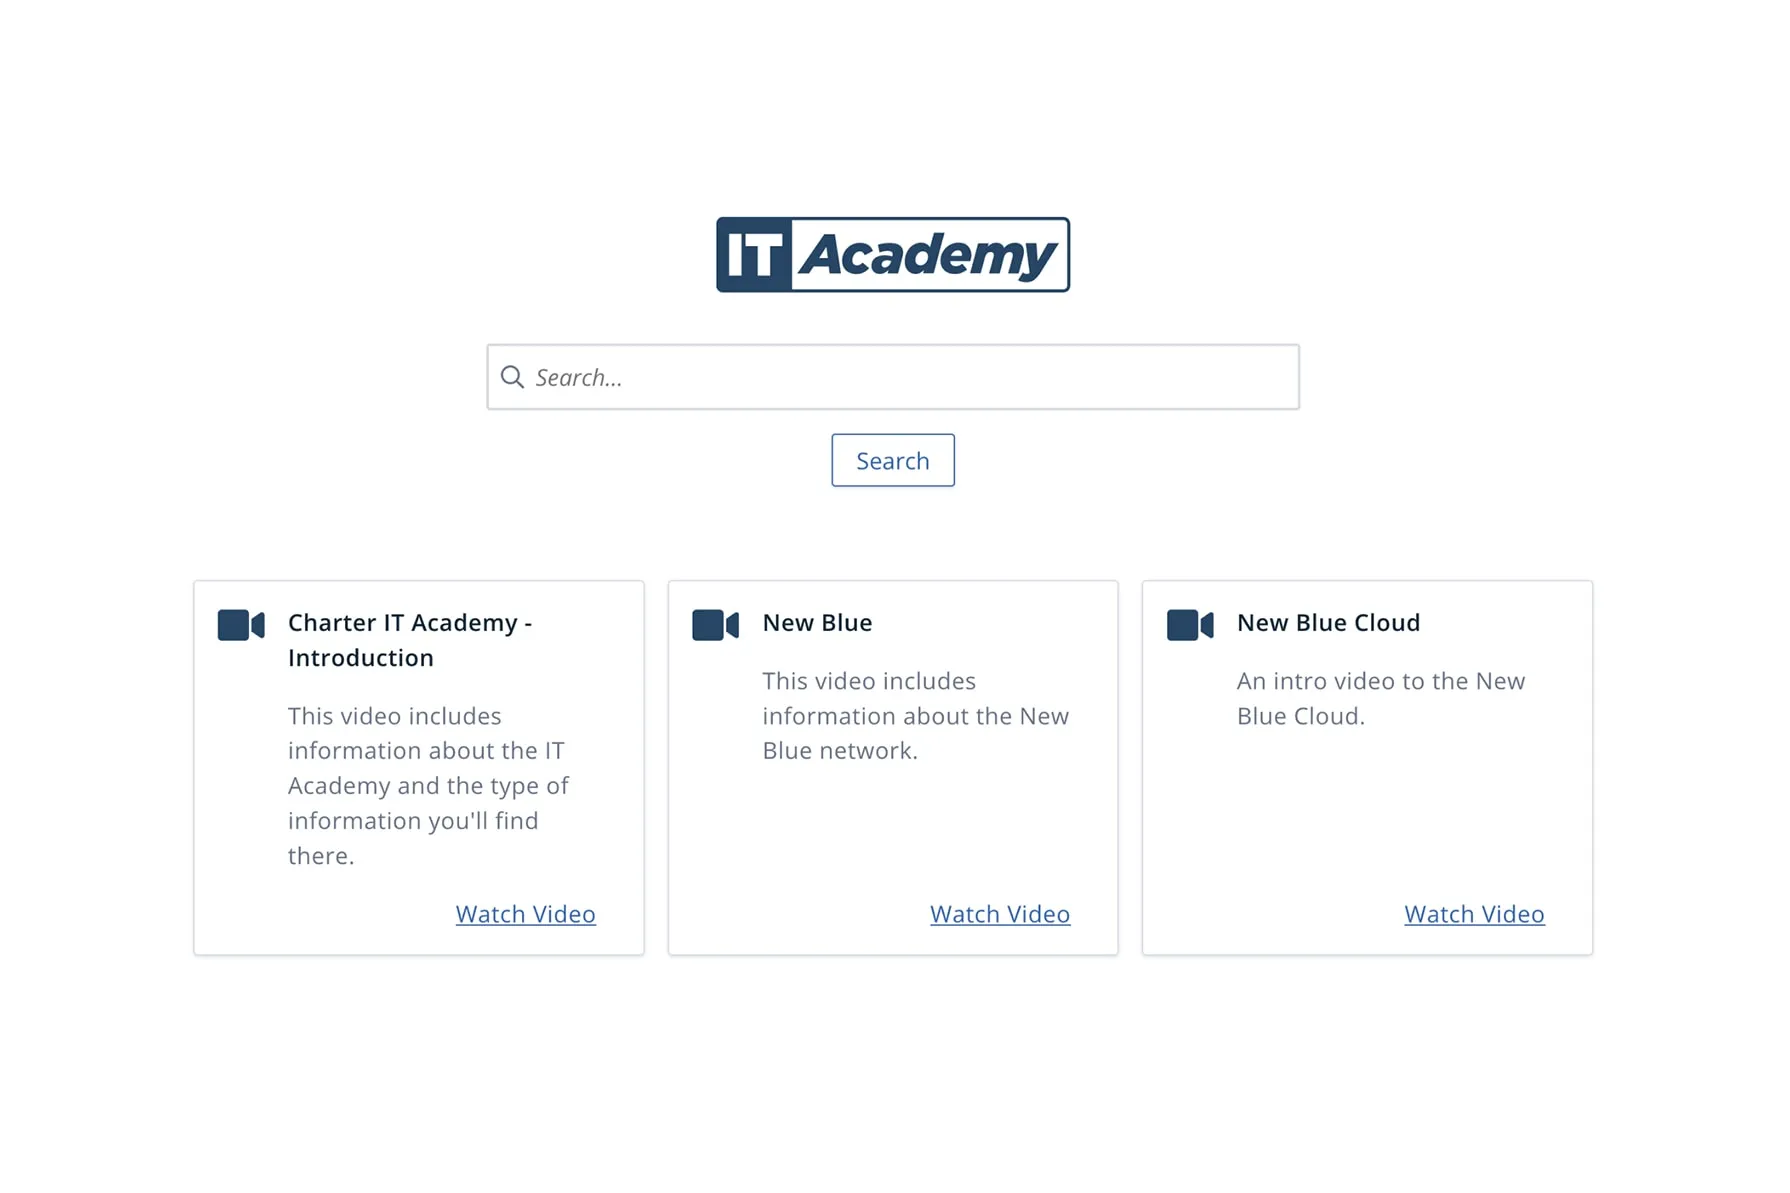 IT Academy
Search...
Search
Charter IT Academy -
Introduction
This video includes
information about the IT
Academy and the type of
information you'll find
there.
Watch Video
New Blue
This video includes
information about the New
Blue network.
Watch Video
New Blue Cloud
An intro video to the New
Blue Cloud.
Watch Video